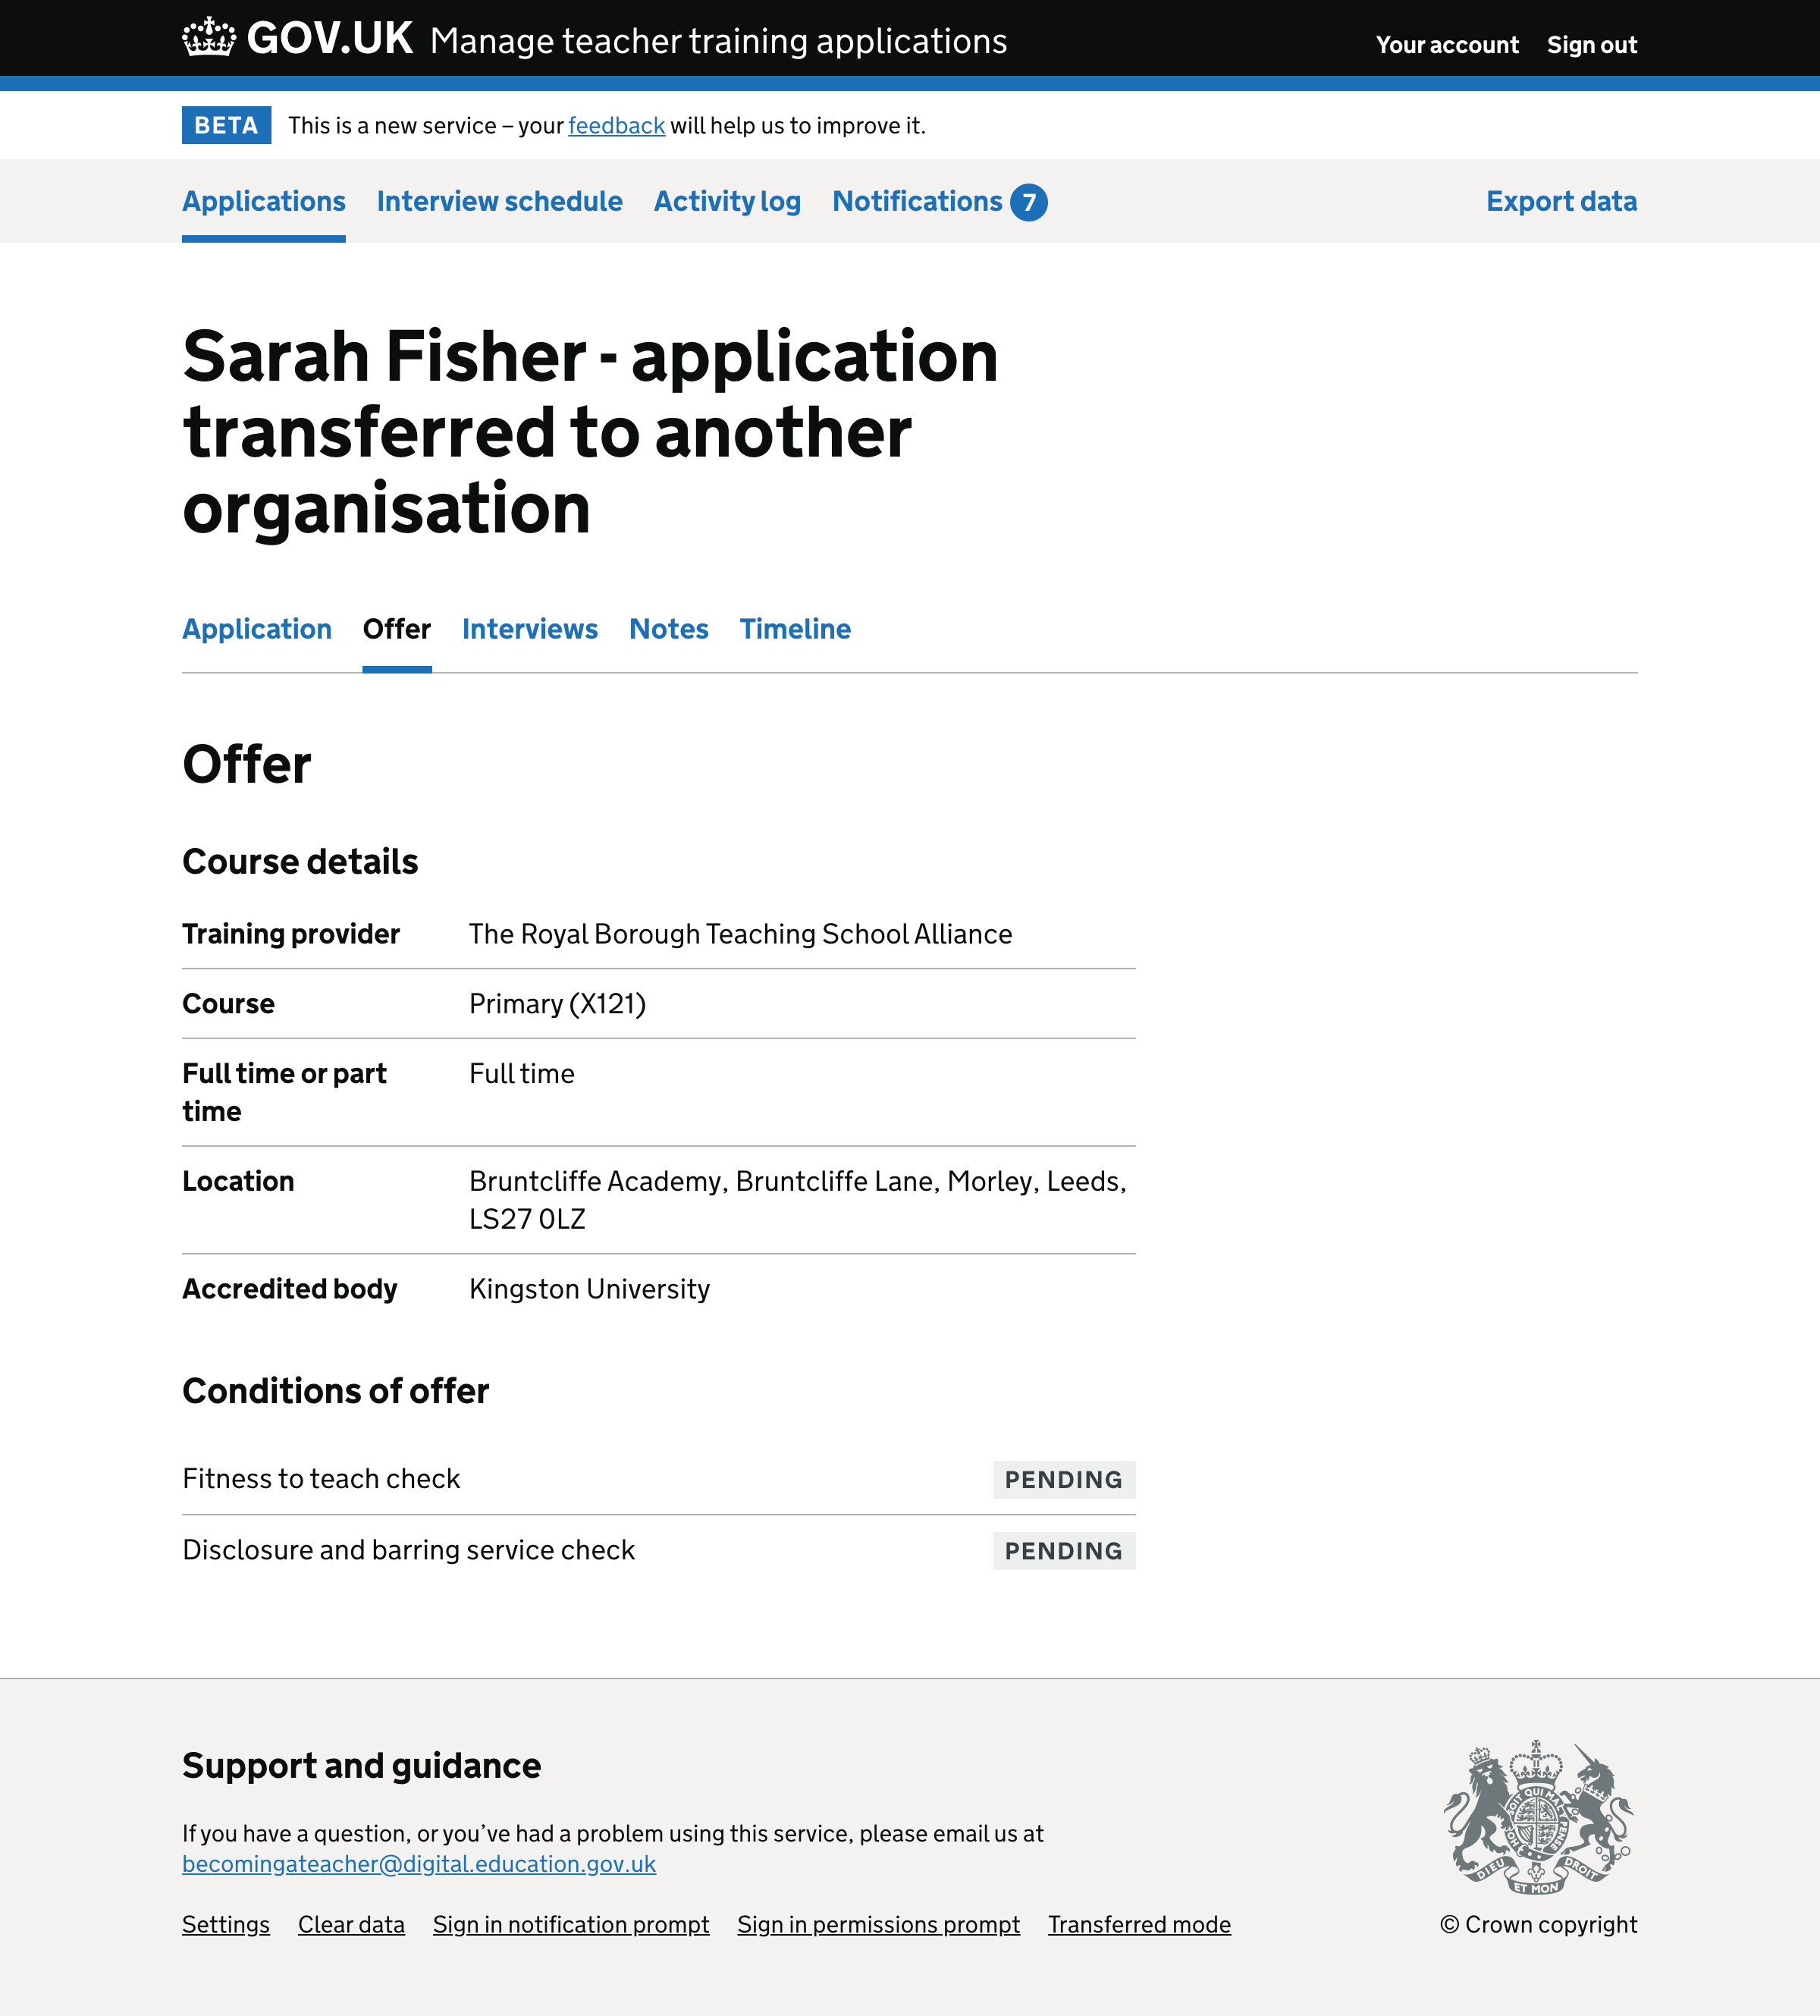 GOV.UK Manage teacher training applications
Your account Sign out
BETA This is a new service – your feedback will help us to improve it.
Applications Interview schedule Activity log Notifications 7 Export data
Sarah Fisher - application
transferred to another
organisation
Application Offer Interviews Notes Timeline
Offer
Course details
Training provider The Royal Borough Teaching School Alliance
Course Primary (X121)
Full time or part
time
Full time
Location
Bruntcliffe Academy, Bruntcliffe Lane, Morley, Leeds,
LS27 0LZ
Accredited body Kingston University
Conditions of offer
Fitness to teach check PENDING
Disclosure and barring service check PENDING
Support and guidance
If you have a question, or you’ve had a problem using this service, please email us at
becomingateacher@digital.education.gov.uk
Settings Clear data Sign in notification prompt Sign in permissions prompt Transferred mode
DIEU ET MON DROIT
© Crown copyright